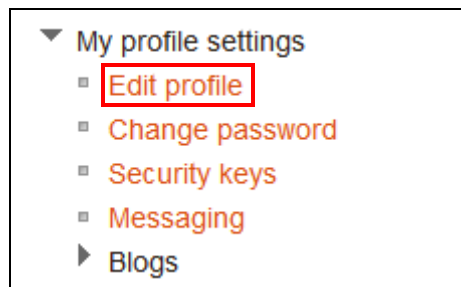 My profile settings
Edit profile
Change password
Security keys
Messaging
Blogs